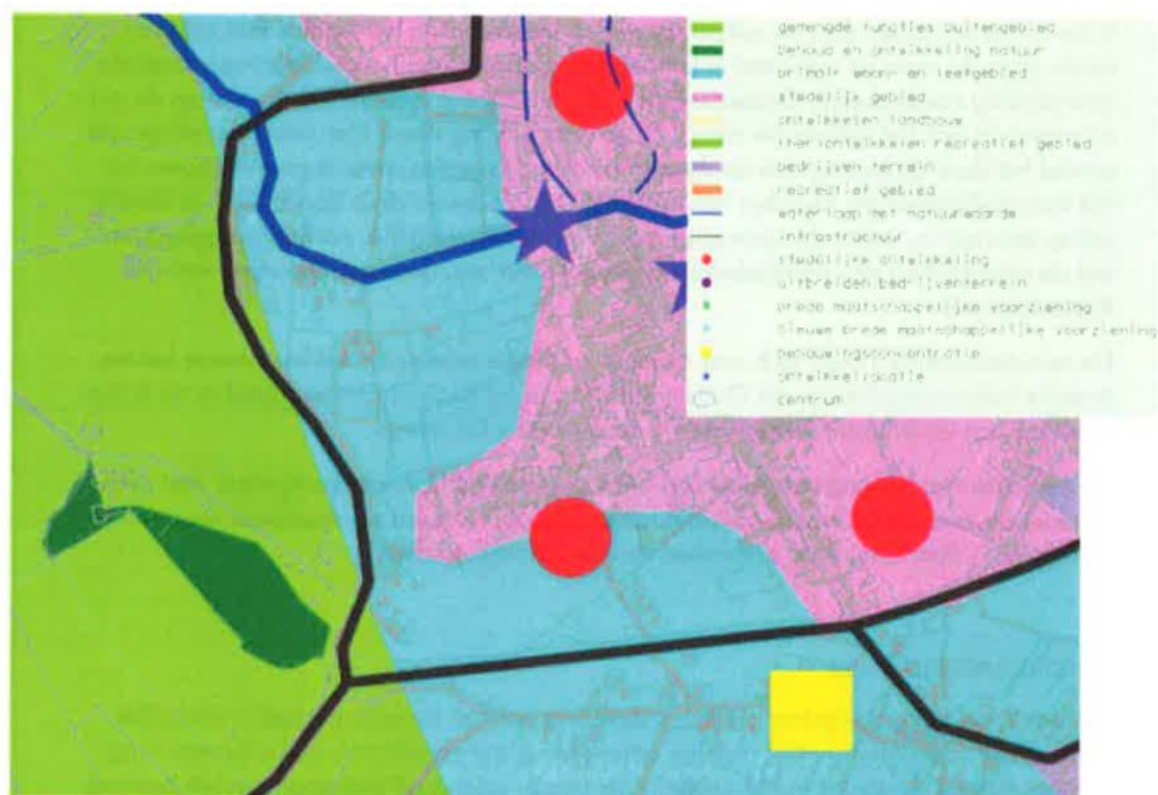 gemengde functies buitengebied
behoud en ontwikkeling natuur
primair woon- en leefgebied
stedelijk gebied
ontwikkelen landbouw
(her)ontwikkelen recreatief gebied
bedrijven terrein
recreatief gebied
waterloop met natuurwaarde
infrastructuur
stedelijke ontwikkeling
uitbreiden bedrijventerrein
brede maatschappelijke voorziening
nieuwe brede maatschappelijke voorziening
bebouwingsconcentratie
ontwikkellocatie
centrum